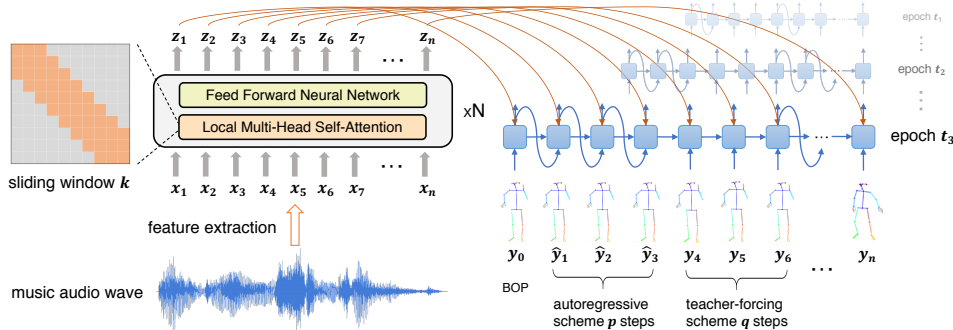 z1 z2 z3 z4 z5 z6 z7 ... zn
Feed Forward Neural Network
Local Multi-Head Self-Attention
xN
x1 x2 x3 x4 x5 x6 x7 ... xn
sliding window k
feature extraction
music audio wave
epoch t1
epoch t2
epoch t3
y0 ŷ1 ŷ2 ŷ3 y4 y5 y6 ... yn
BOP
autoregressive
scheme p steps
teacher-forcing
scheme q steps